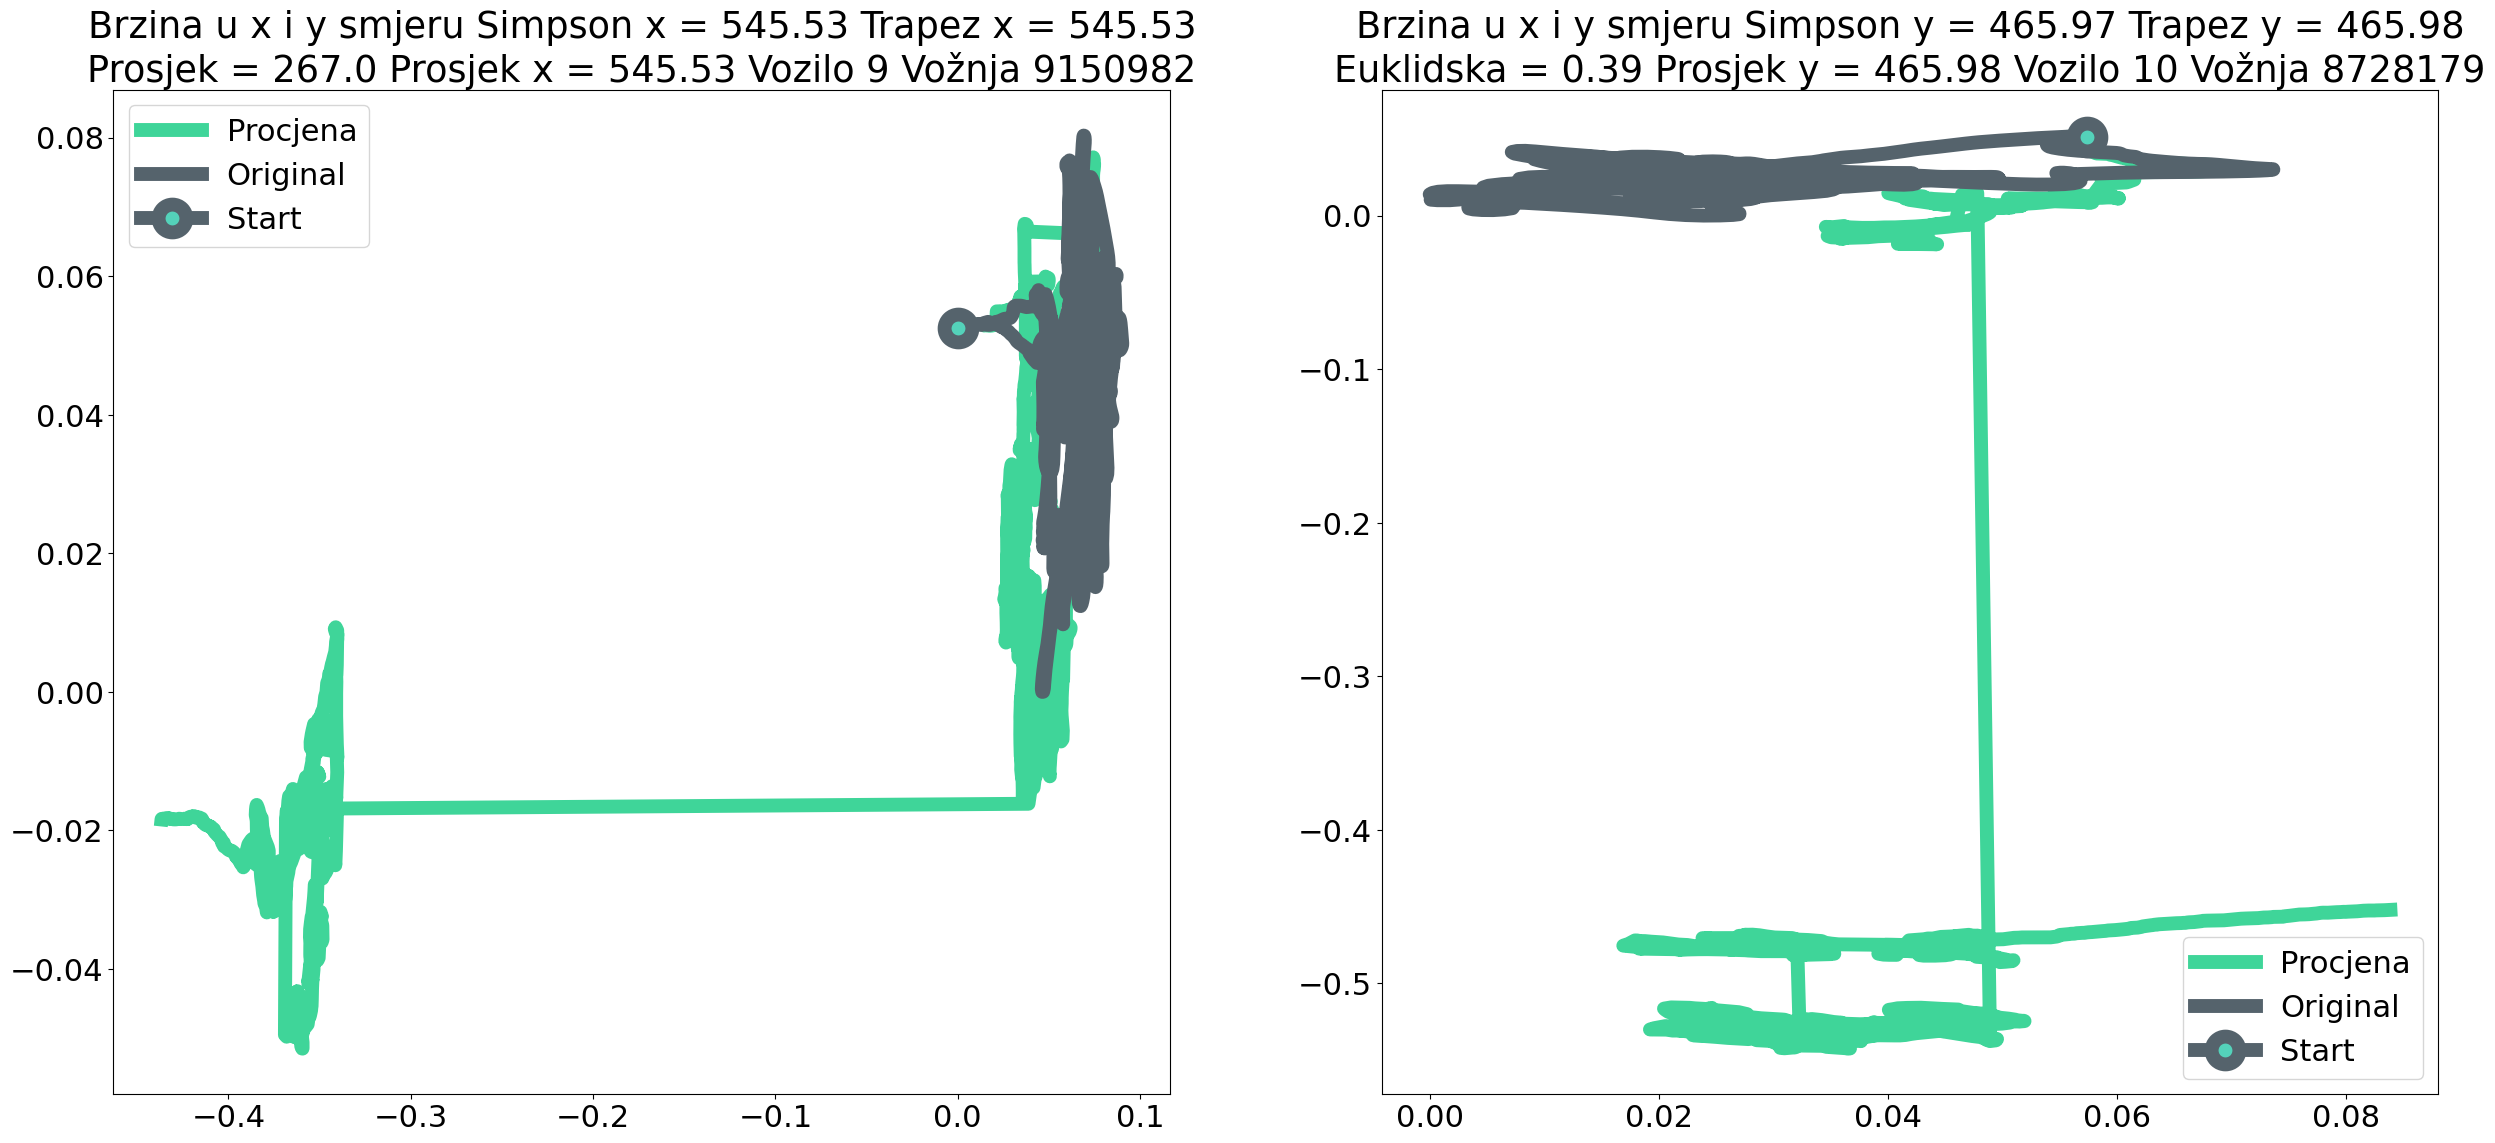 Brzina u x i y smjeru Simpson x = 545.53 Trapez x = 545.53
Prosjek = 267.0 Prosjek x = 545.53 Vozilo 9 Vožnja 9150982
Procjena
Original
Start
0.08
0.06
0.04
0.02
0.00
−0.02
−0.04
−0.4
−0.3
−0.2
−0.1
0.0
0.1
Brzina u x i y smjeru Simpson y = 465.97 Trapez y = 465.98
Euklidska = 0.39 Prosjek y = 465.98 Vozilo 10 Vožnja 8728179
0.0
−0.1
−0.2
−0.3
−0.4
−0.5
Procjena
Original
Start
0.00
0.02
0.04
0.06
0.08